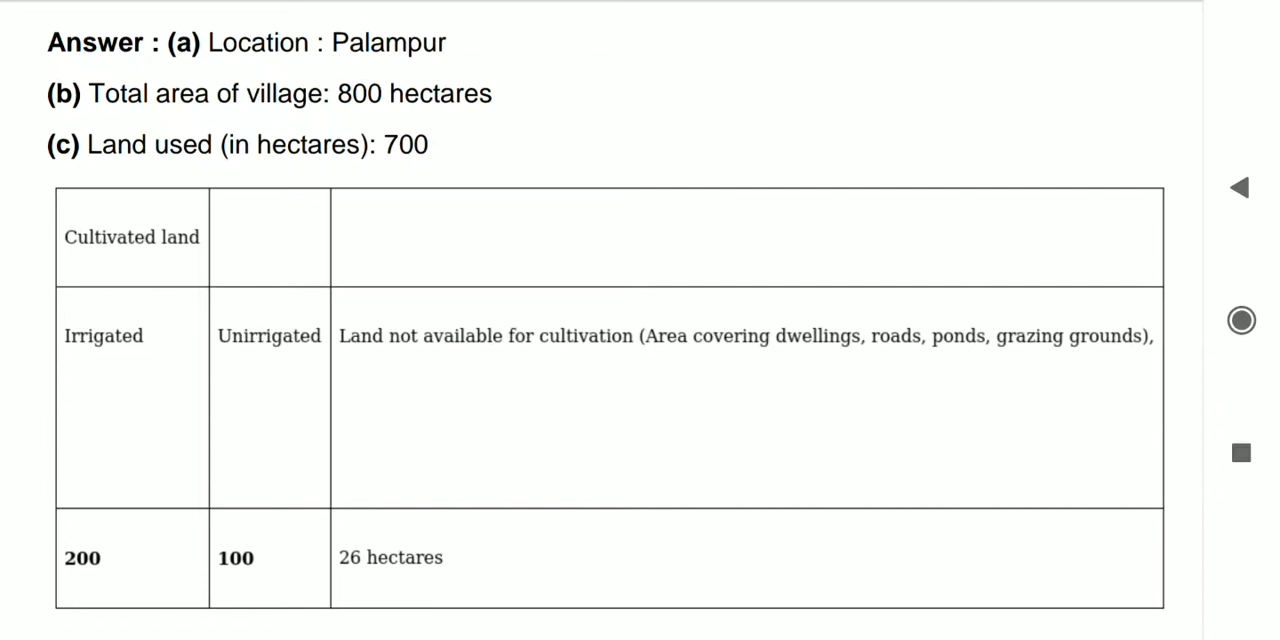 Answer : (a) Location : Palampur
(b) Total area of village: 800 hectares
(c) Land used (in hectares): 700
Cultivated land
Irrigated Unirrigated Land not available for cultivation (Area covering dwellings, roads, ponds, grazing grounds),
200 100 26 hectares